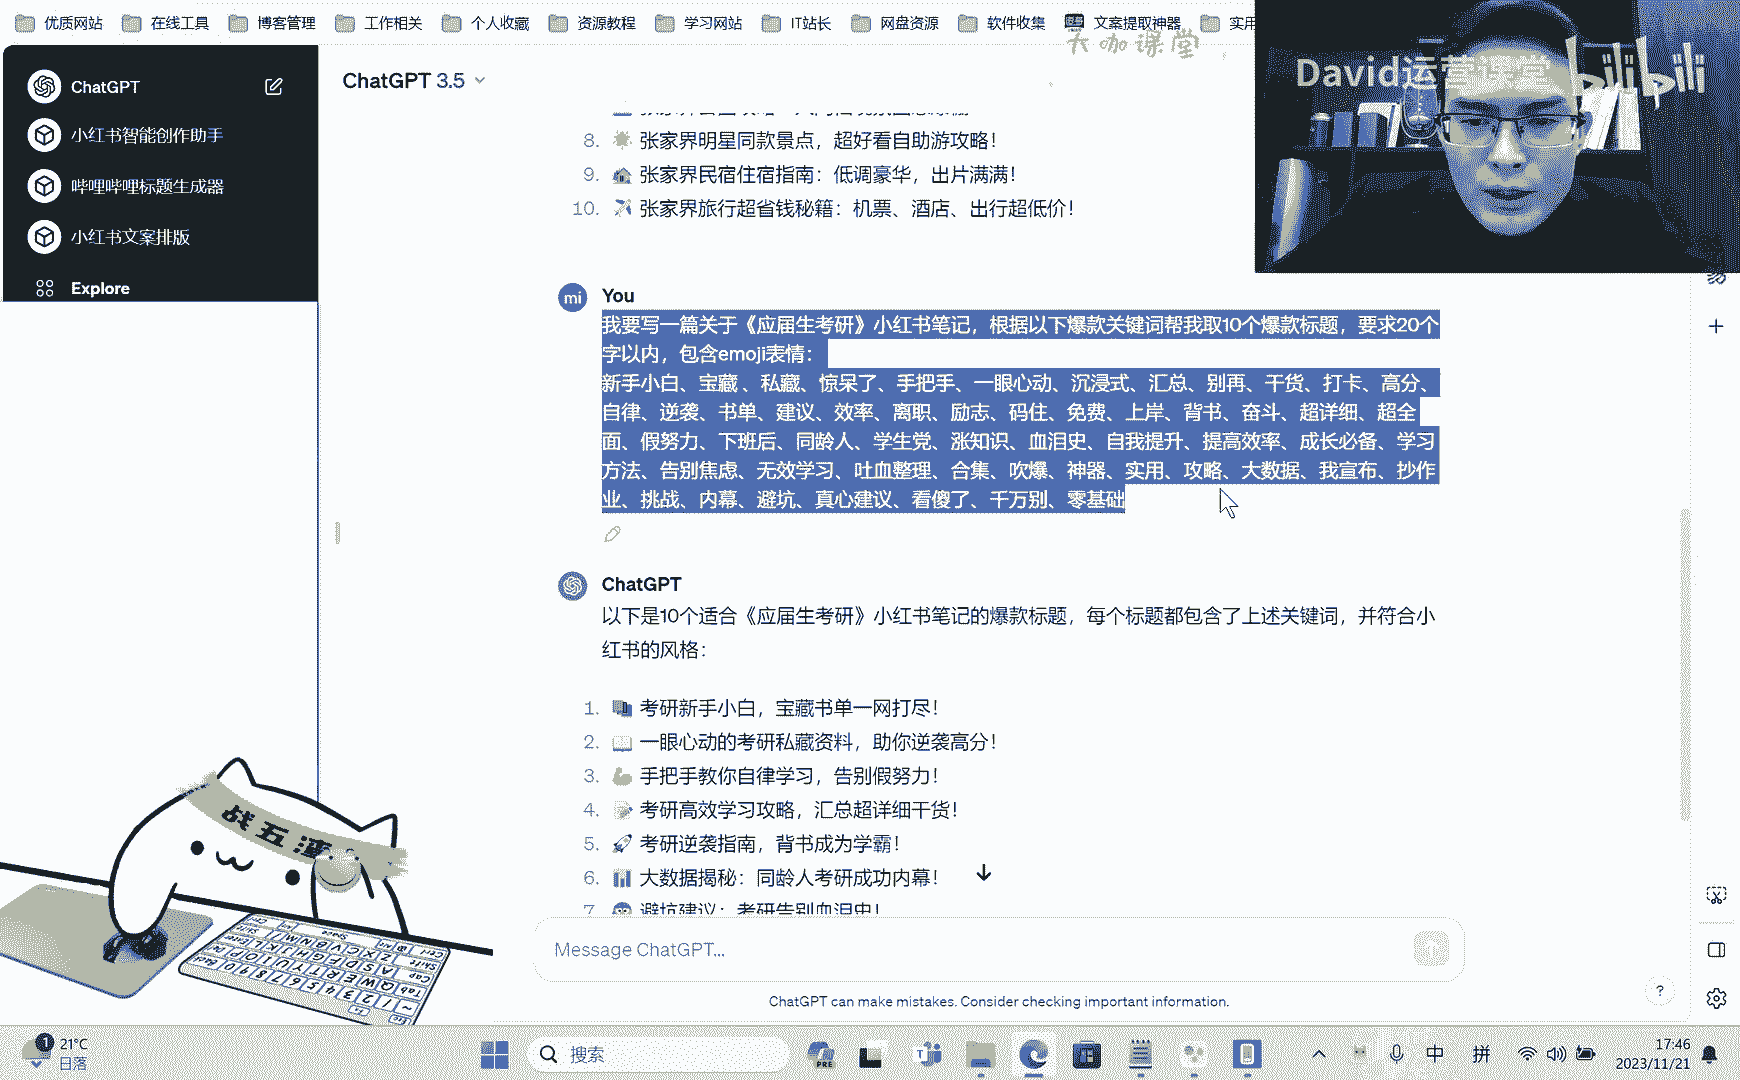 优质网站 在线工具 博客管理 工作相关 个人收藏 资源教程 学习网站 IT站长 网盘资源 软件收集 文案提取神器 实用
大咖课堂
David运营课堂 bilibili
ChatGPT
小红书智能创作助手
哔哩哔哩标题生成器
小红书文案排版
Explore
ChatGPT 3.5
8. 张家界明星同款景点，超好看自助游攻略！
9. 张家界民宿住宿指南：低调豪华，出片满满！
10. 张家界旅行超省钱秘籍：机票、酒店、出行超低价！
mi You
我要写一篇关于《应届生考研》小红书笔记，根据以下爆款关键词帮我取10个爆款标题，要求20个
字以内，包含emoji表情：
新手小白、宝藏 、私藏、惊呆了、手把手、一眼心动、沉浸式、汇总、别再、干货、打卡、高分、
自律、逆袭、书单、建议、效率、离职、励志、码住、免费、上岸、背书、奋斗、超详细、超全
面、假努力、下班后、同龄人、学生党、涨知识、血泪史、自我提升、提高效率、成长必备、学习
方法、告别焦虑、无效学习、吐血整理、合集、吹爆、神器、实用、攻略、大数据、我宣布、抄作
业、挑战、内幕、避坑、真心建议、看傻了、千万别、零基础
ChatGPT
以下是10个适合《应届生考研》小红书笔记的爆款标题，每个标题都包含了上述关键词，并符合小
红书的风格：
1. 考研新手小白，宝藏书单一网打尽！
2. 一眼心动的考研私藏资料，助你逆袭高分！
3. 手把手教你自律学习，告别假努力！
4. 考研高效学习攻略，汇总超详细干货！
5. 考研逆袭指南，背书成为学霸！
6. 大数据揭秘：同龄人考研成功内幕！
7. 避坑建议：考研告别血泪史！
Message ChatGPT...
ChatGPT can make mistakes. Consider checking important information.
?
战五渣
1 21°C
日落
搜索
PRE
中 拼
17:46
2023/11/21